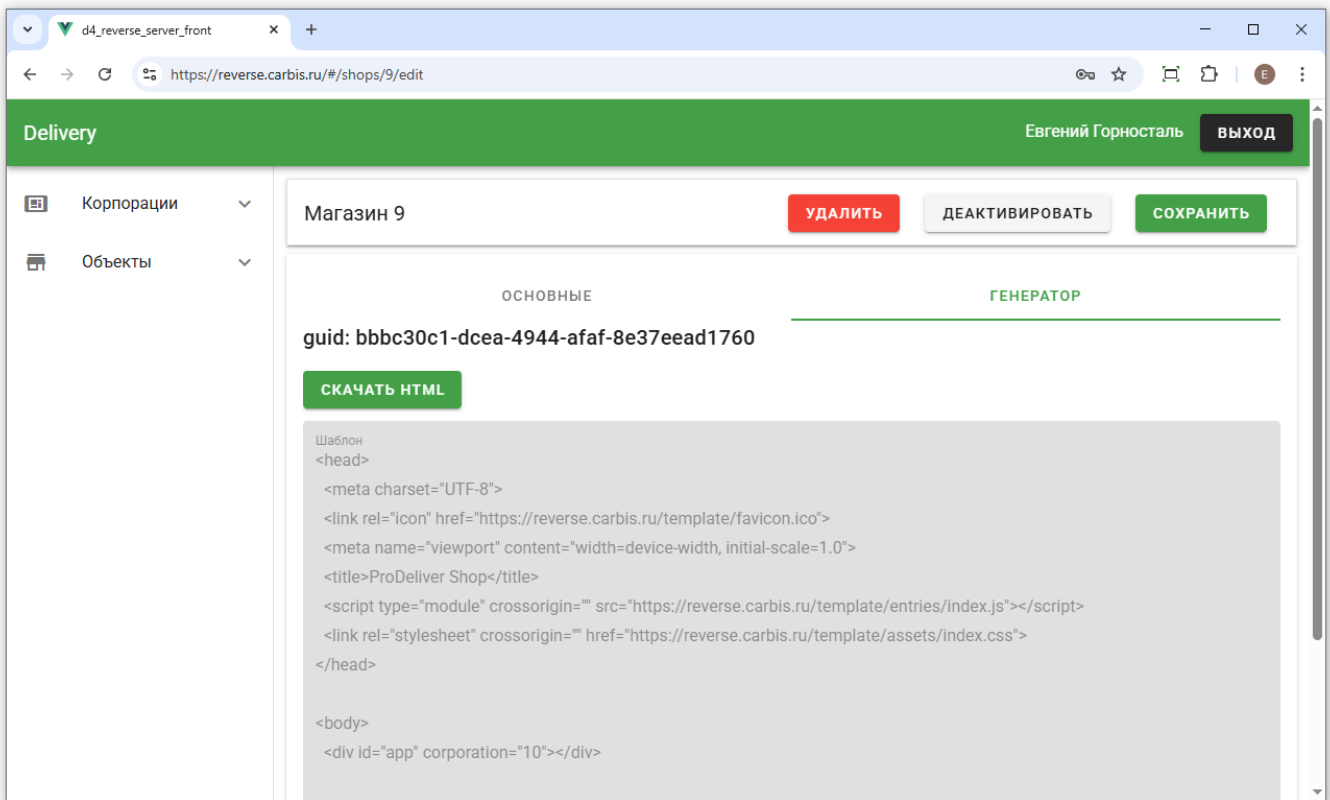 d4_reverse_server_front
https://reverse.carbis.ru/#/shops/9/edit
E
Delivery
Евгений Горносталь
ВЫХОД
Корпорации
Объекты
Магазин 9
УДАЛИТЬ
ДЕАКТИВИРОВАТЬ
СОХРАНИТЬ
ОСНОВНЫЕ
ГЕНЕРАТОР
guid: bbbc30c1-dcea-4944-afaf-8e37eead1760
СКАЧАТЬ HTML
Шаблон
<head>
<meta charset="UTF-8">
<link rel="icon" href="https://reverse.carbis.ru/template/favicon.ico">
<meta name="viewport" content="width=device-width, initial-scale=1.0">
<title>ProDeliver Shop</title>
<script type="module" crossorigin="" src="https://reverse.carbis.ru/template/entries/index.js"></script>
<link rel="stylesheet" crossorigin="" href="https://reverse.carbis.ru/template/assets/index.css">
</head>
<body>
<div id="app" corporation="10"></div>